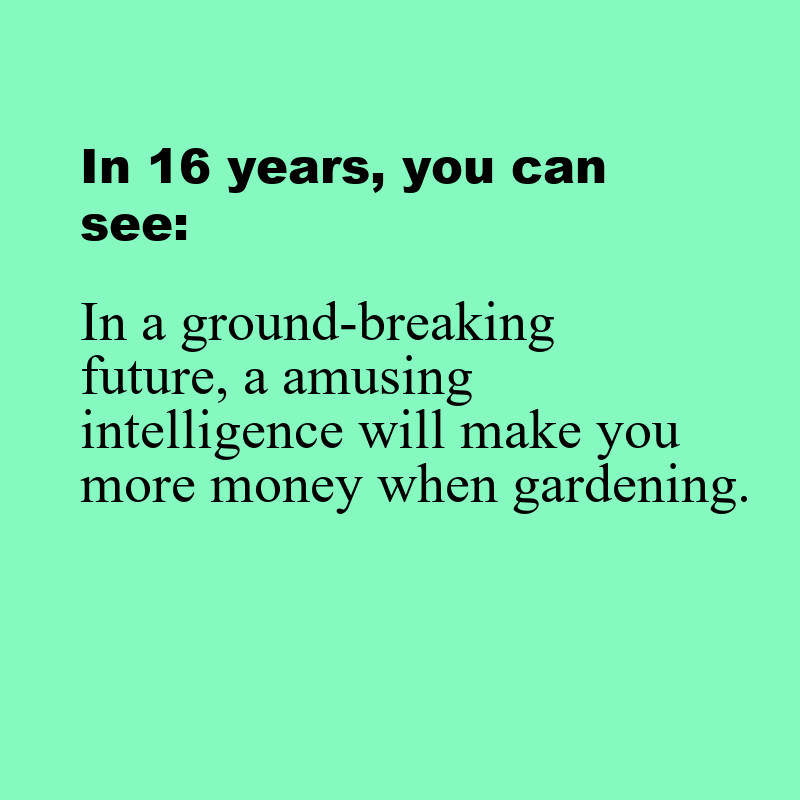 In 16 years, you can
see:
In a ground-breaking
future, a amusing
intelligence will make you
more money when gardening.